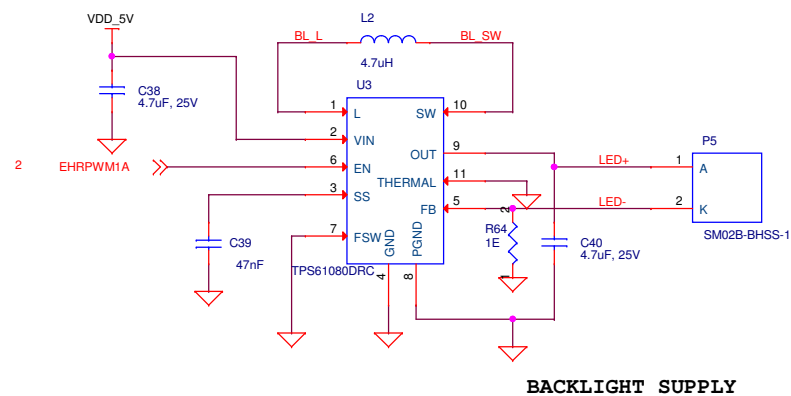 VDD_5V
L2
BL_L
BL_SW
4.7uH
C38
4.7uF, 25V
U3
1
L
SW
10
P5
2
VIN
OUT
9
LED+
1
A
2
EHRPWM1A
6
EN
THERMAL
11
3
SS
FB
5
LED-
2
K
2
R64
1E
1
C40
4.7uF, 25V
SM02B-BHSS-1
C39
47nF
7
FSW
GND
PGND
TPS61080DRC
4
8
BACKLIGHT SUPPLY